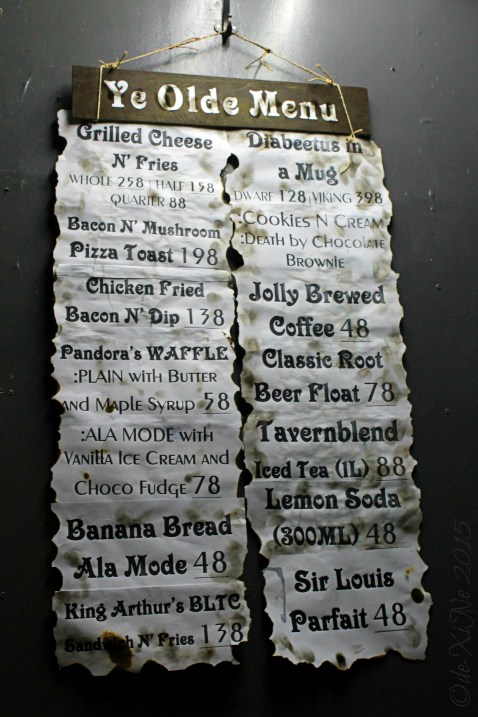 Ye Olde Menu
Grilled Cheese
N' Fries
WHOLE 258 | HALF 158
QUARTER 88
Bacon N' Mushroom
Pizza Toast 198
Chicken Fried
Bacon N' Dip 138
Pandora's WAFFLE
:PLAIN with BUTTER
and MAPLE SYRUP 58
:ALA MODE with
VANILLA ICE CREAM and
CHOCO FUDGE 78
Banana Bread
Ala Mode 48
King Arthur's BLTC
Sandwich N' Fries 138
Diabeetus in
a Mug
DWARF 128 | VIKING 398
:COOKIES N CREAM
:DEATH by CHOCOLATE
BROWNIE
Jolly Brewed
Coffee 48
Classic Root
Beer Float 78
Tavernblend
Iced Tea (1L) 88
Lemon Soda
(300ML) 48
Sir Louis
Parfait 48
©de-XiNe 2015